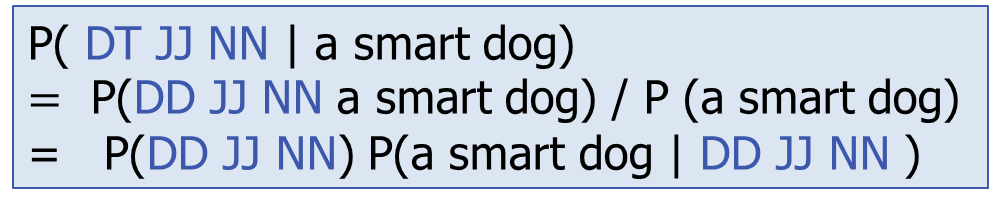 P( DT JJ NN | a smart dog)
= P(DD JJ NN a smart dog) / P (a smart dog)
= P(DD JJ NN) P(a smart dog | DD JJ NN )